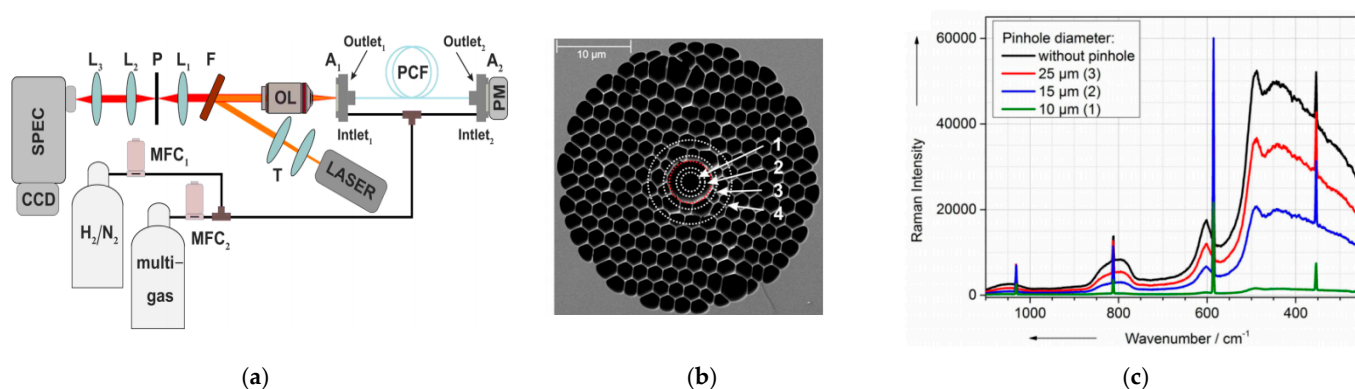 L₃ L₂ P L₁ F
OL
A₁
Outlet₁
PCF
Outlet₂
A₂
PM
SPEC
CCD
MFC₁
T
LASER
Intlet₁
Intlet₂
H₂/N₂
MFC₂
multi-
gas
(a)
10 µm
1
2
3
4
(b)
Raman Intensity
60000
40000
20000
0
Pinhole diameter:
without pinhole
25 µm (3)
15 µm (2)
10 µm (1)
1000 800 600 400
Wavenumber / cm⁻¹
(c)